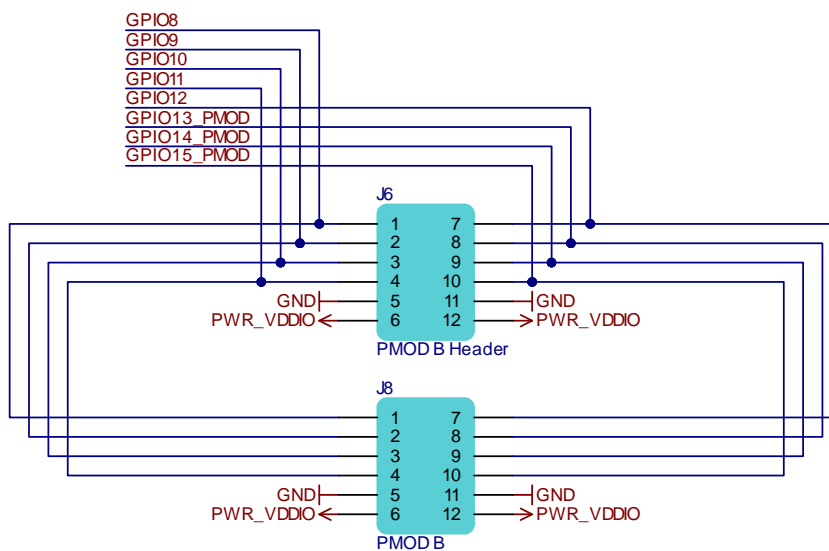 GPIO8
GPIO9
GPIO10
GPIO11
GPIO12
GPIO13_PMOD
GPIO14_PMOD
GPIO15_PMOD
J6
1 7
2 8
3 9
4 10
GND 5 11 GND
PWR_VDDIO 6 12 PWR_VDDIO
PMOD B Header
J8
1 7
2 8
3 9
4 10
GND 5 11 GND
PWR_VDDIO 6 12 PWR_VDDIO
PMOD B